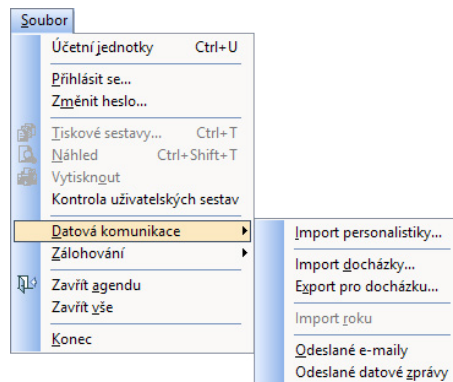 Soubor
Účetní jednotky Ctrl+U
Přihlásit se...
Změnit heslo...
Tiskové sestavy... Ctrl+T
Náhled Ctrl+Shift+T
Vytisknout
Kontrola uživatelských sestav
Datová komunikace
Zálohování
Zavřít agendu
Zavřít vše
Konec
Import personalistiky...
Import docházky...
Export pro docházku...
Import roku
Odeslané e-maily
Odeslané datové zprávy